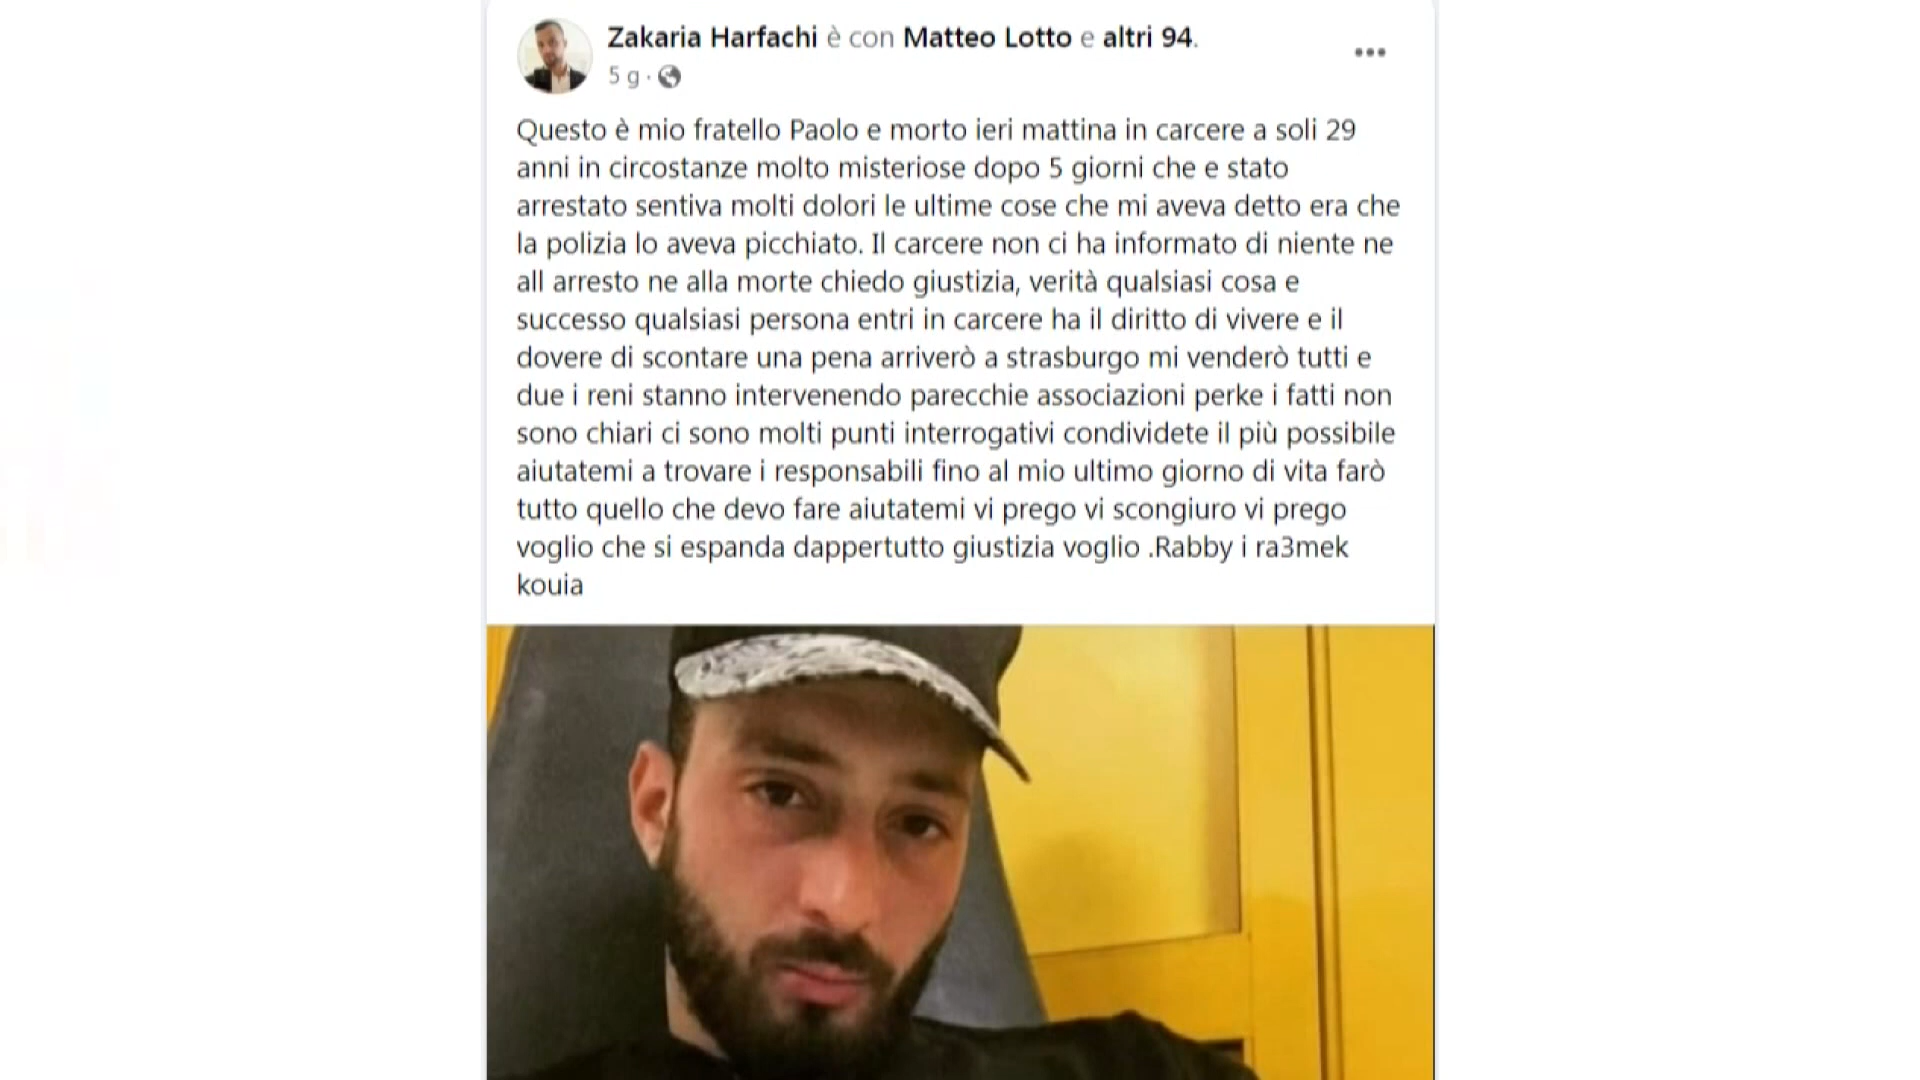 Zakaria Harfachi è con Matteo Lotto e altri 94.
5 g ·
Questo è mio fratello Paolo e morto ieri mattina in carcere a soli 29
anni in circostanze molto misteriose dopo 5 giorni che e stato
arrestato sentiva molti dolori le ultime cose che mi aveva detto era che
la polizia lo aveva picchiato. Il carcere non ci ha informato di niente ne
all arresto ne alla morte chiedo giustizia, verità qualsiasi cosa e
successo qualsiasi persona entri in carcere ha il diritto di vivere e il
dovere di scontare una pena arriverò a strasburgo mi venderò tutti e
due i reni stanno intervenendo parecchie associazioni perke i fatti non
sono chiari ci sono molti punti interrogativi condividete il più possibile
aiutatemi a trovare i responsabili fino al mio ultimo giorno di vita farò
tutto quello che devo fare aiutatemi vi prego vi scongiuro vi prego
voglio che si espanda dappertutto giustizia voglio .Rabby i ra3mek
kouia